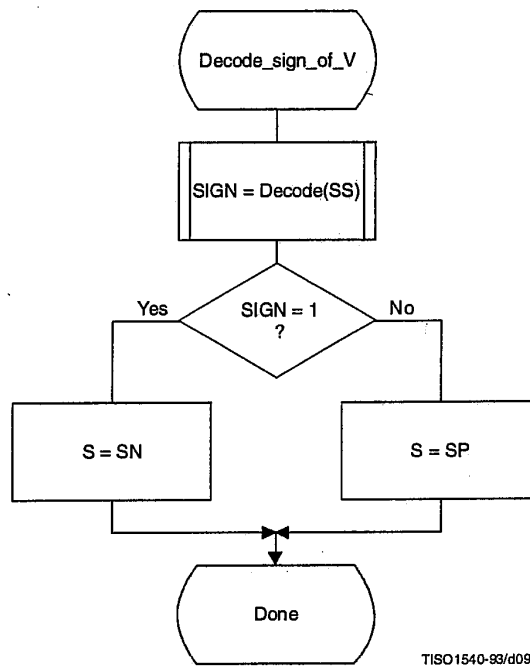 Decode_sign_of_V
SIGN = Decode(SS)
Yes
SIGN = 1
?
No
S = SN
S = SP
Done
TISO1540-93/d09